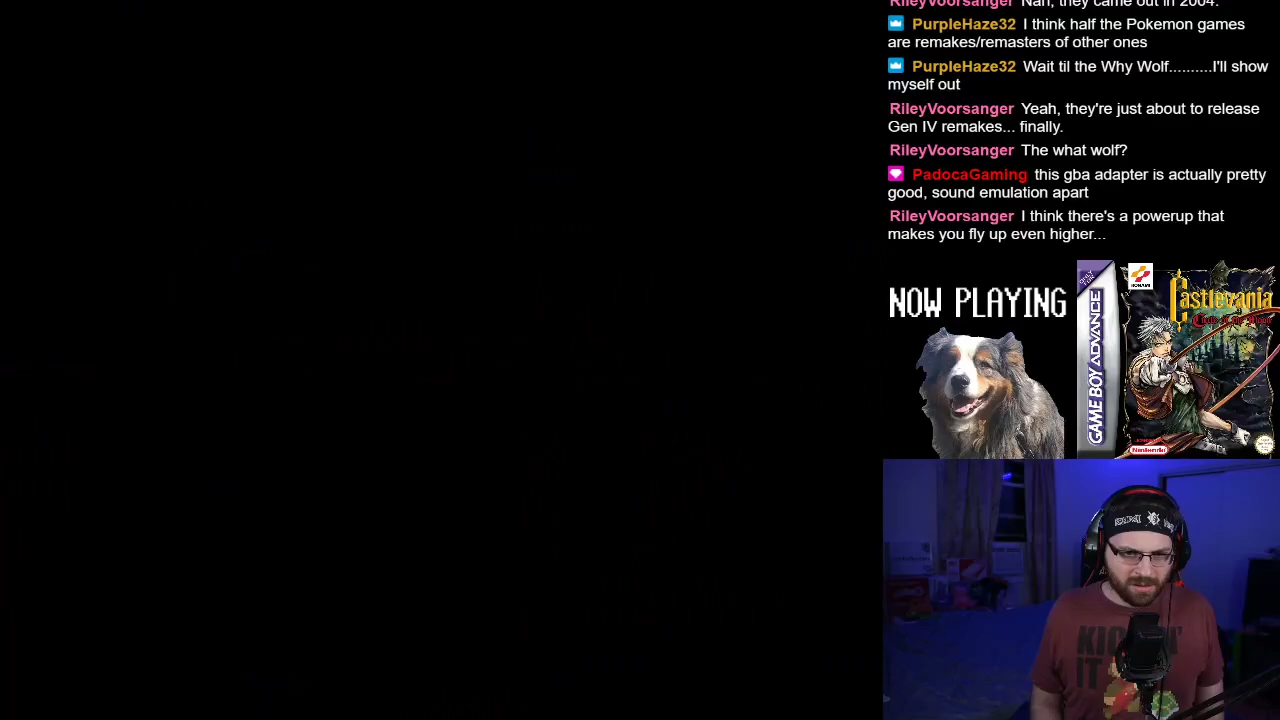 RileyVoorsanger Nah, they came out in 2004.
PurpleHaze32 I think half the Pokemon games
are remakes/remasters of other ones
PurpleHaze32 Wait til the Why Wolf..........I'll show
myself out
RileyVoorsanger Yeah, they're just about to release
Gen IV remakes... finally.
RileyVoorsanger The what wolf?
PadocaGaming this gba adapter is actually pretty
good, sound emulation apart
RileyVoorsanger I think there's a powerup that
makes you fly up even higher...
NOW PLAYING
KONAMI
Castlevania
GAME BOY ADVANCE
Nintendo
IT